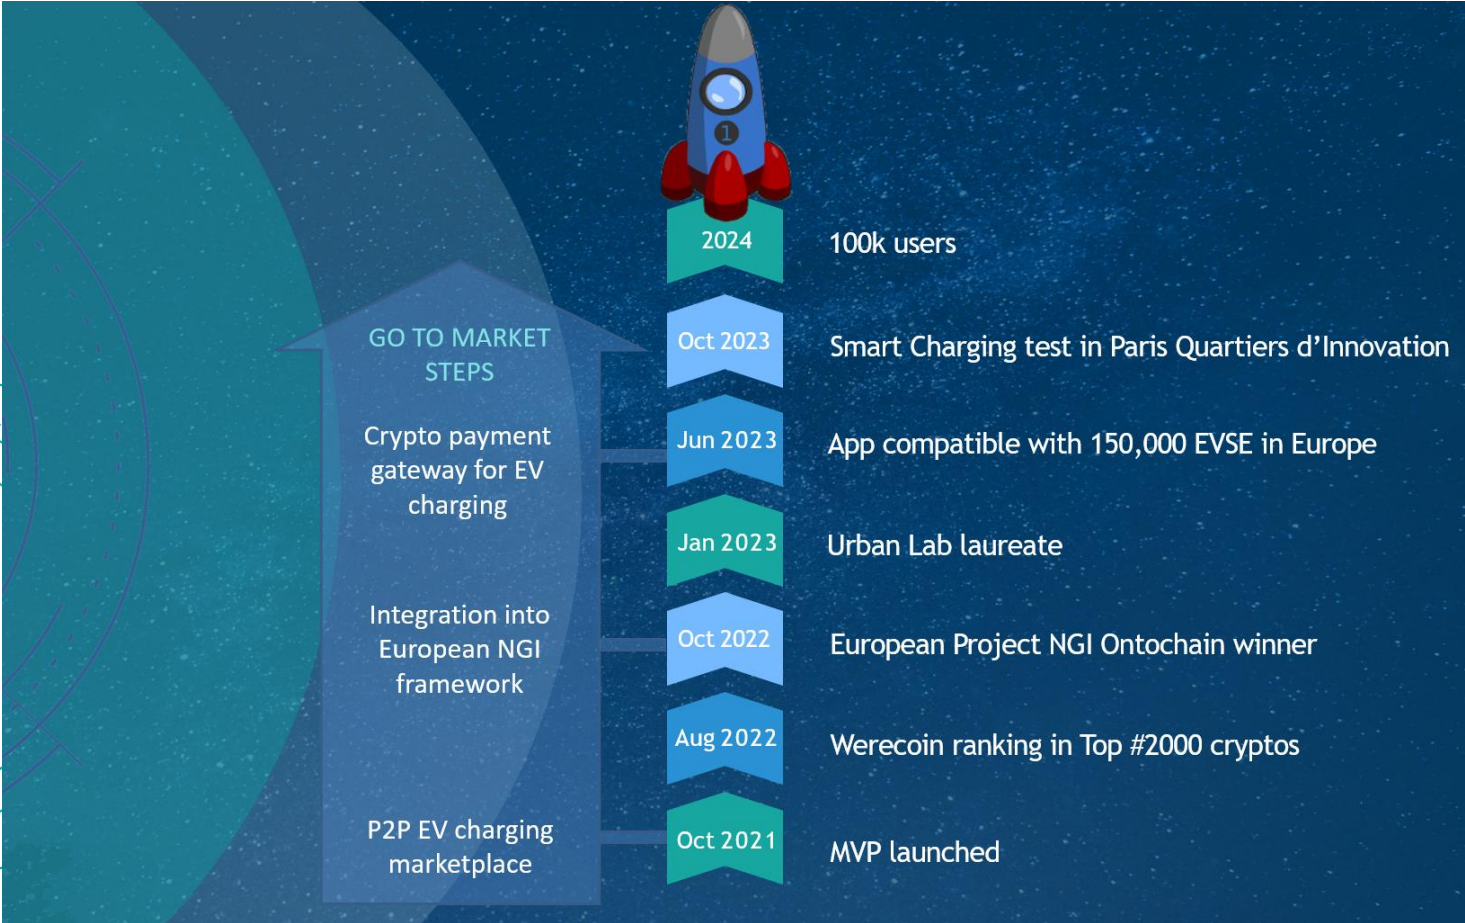 1
2024
100k users
Oct 2023
Smart Charging test in Paris Quartiers d’Innovation
Jun 2023
App compatible with 150,000 EVSE in Europe
Jan 2023
Urban Lab laureate
Oct 2022
European Project NGI Ontochain winner
Aug 2022
Werecoin ranking in Top #2000 cryptos
Oct 2021
MVP launched
GO TO MARKET
STEPS
Crypto payment
gateway for EV
charging
Integration into
European NGI
framework
P2P EV charging
marketplace